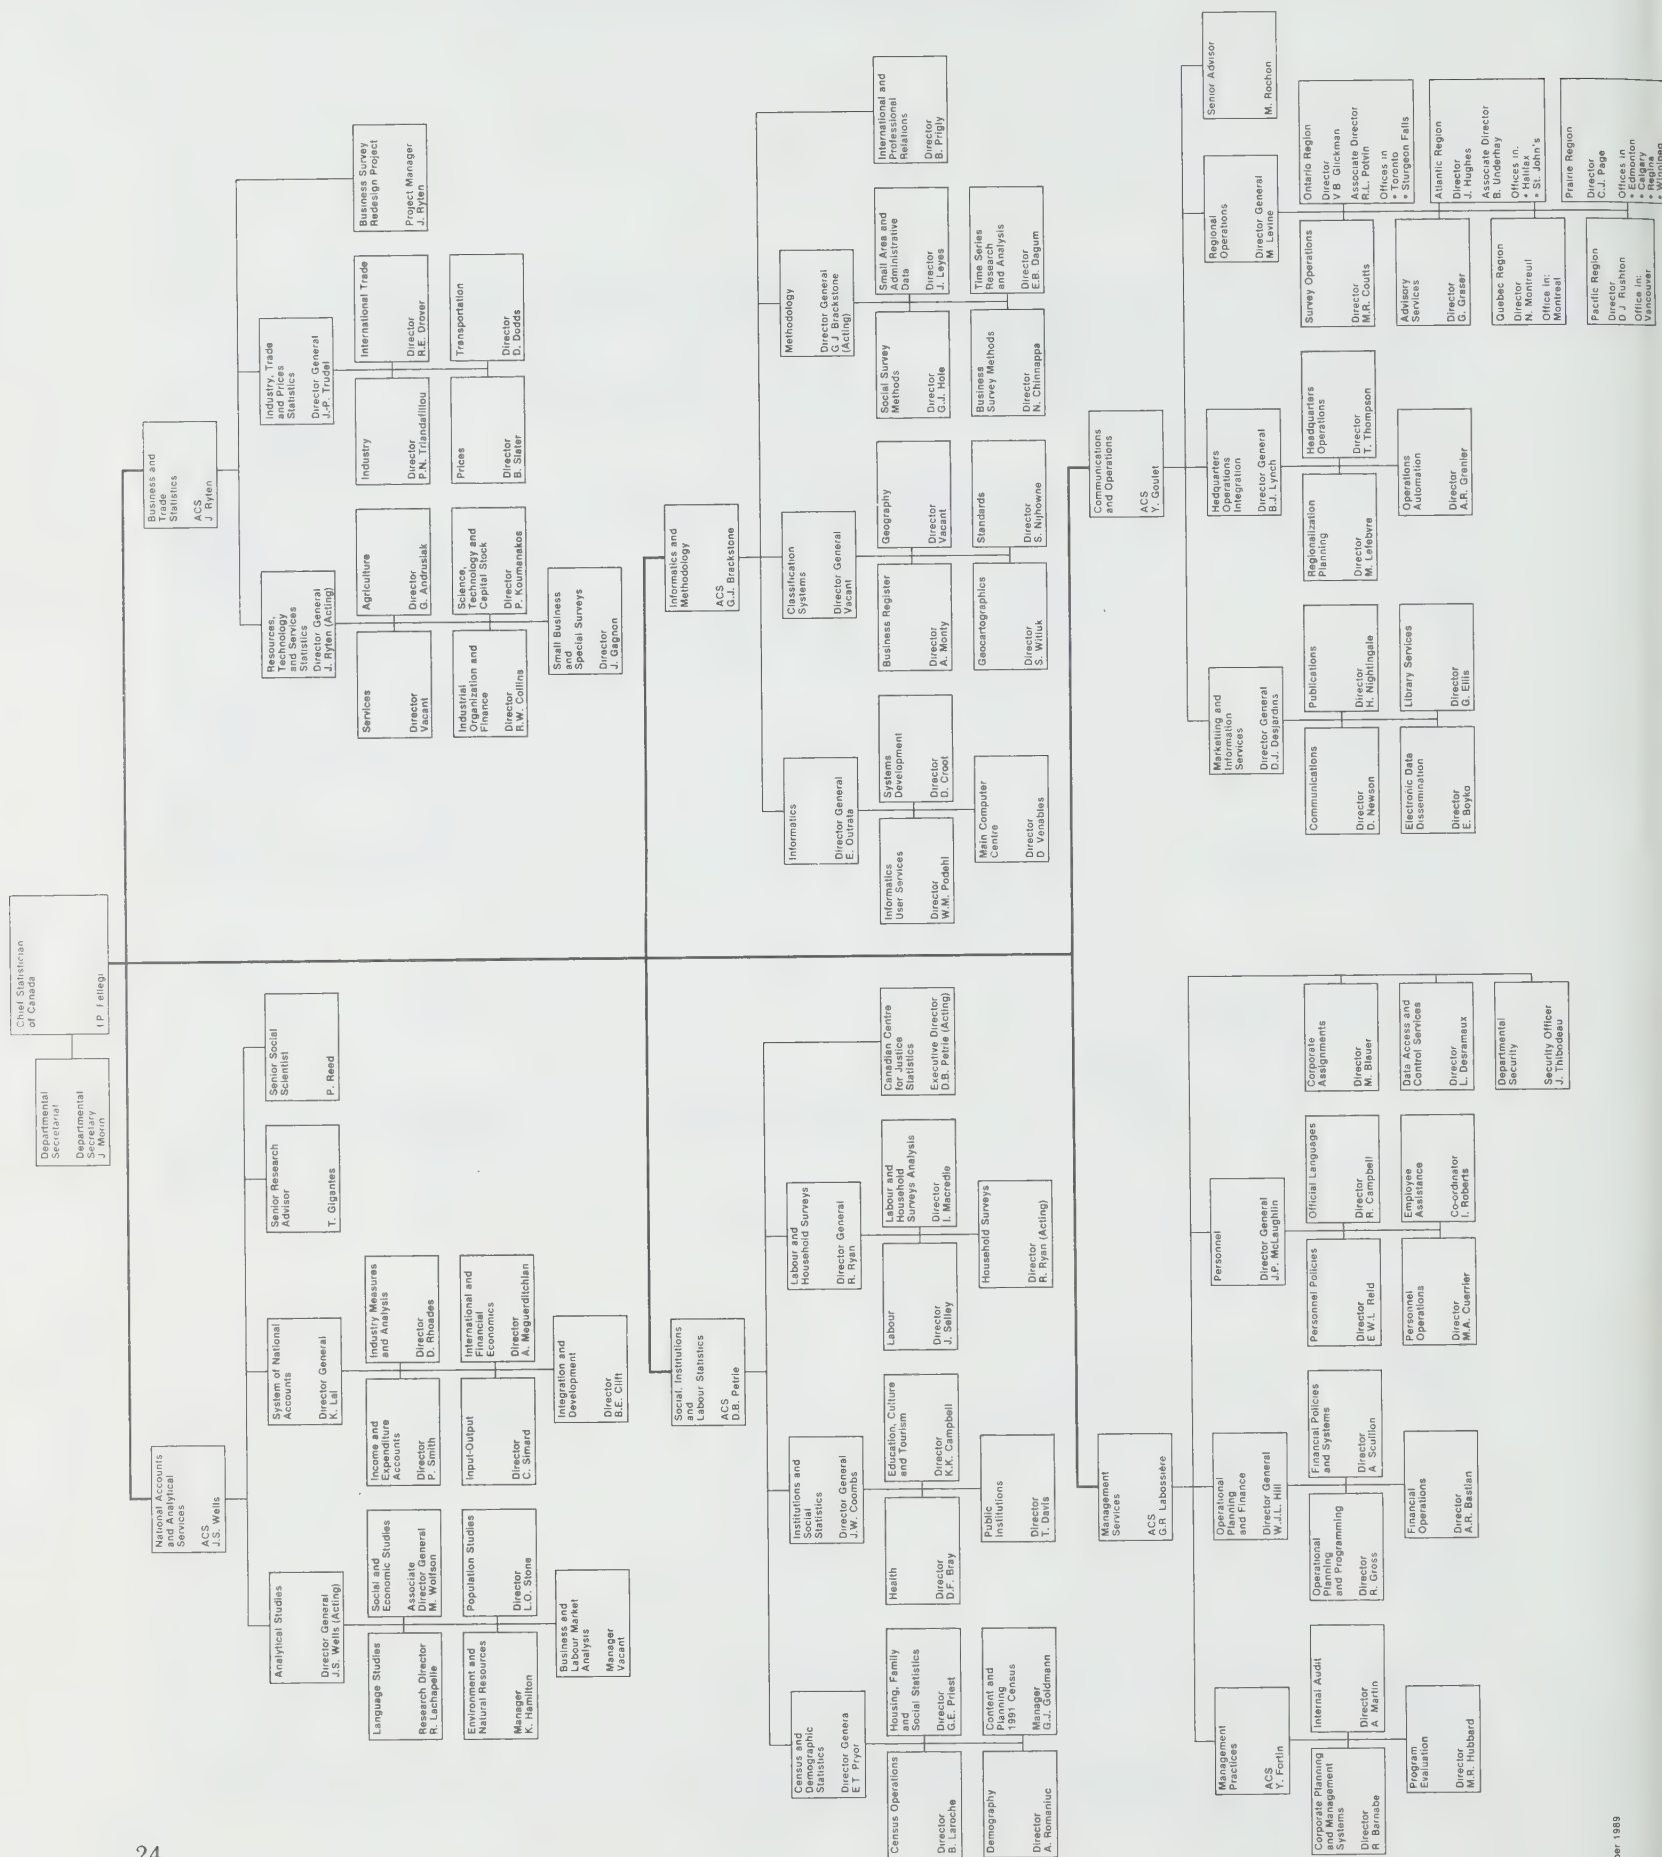 Chief Statistician
of Canada
I.P. Fellegi
Departmental
Secretariat
Departmental
Secretary
J. Morin
National Accounts
and Analytical
Services
ACS
J.S. Wells
Analytical Studies
Director General
J.S. Wells (Acting)
Language Studies
Research Director
R. Lachapelle
Social and
Economic Studies
Associate
Director General
M. Wolfson
Environment and
Natural Resources
Manager
K. Hamilton
Population Studies
Director
L.O. Stone
Business and
Labour Market
Analysis
Manager
Vacant
System of National
Accounts
Director General
K. Lal
Income and
Expenditure
Accounts
Director
P. Smith
Industry Measures
and Analysis
Director
D. Rhoades
Input-Output
Director
C. Simard
International and
Financial
Economics
Director
A. Meguerditchian
Integration and
Development
Director
B.E. Clift
Senior Research
Advisor
T. Gigantes
Senior Social
Scientist
P. Reed
Business and
Trade
Statistics
ACS
J Ryten
Resources,
Technology
and Services
Statistics
Director General
J. Ryten (Acting)
Services
Director
Vacant
Agriculture
Director
G. Andrusiak
Industrial
Organization and
Finance
Director
R.W. Collins
Science,
Technology and
Capital Stock
Director
P. Koumanakos
Small Business
and
Special Surveys
Director
J. Gagnon
Industry, Trade
and Prices
Statistics
Director General
J.-P. Trudel
Industry
Director
P.N. Triandafillou
International Trade
Director
R.E. Drover
Prices
Director
B. Slater
Transportation
Director
D. Dodds
Business Survey
Redesign Project
Project Manager
J. Ryten
Social, Institutions
and
Labour Statistics
ACS
D.B. Petrie
Census and
Demographic
Statistics
Director Genera
E T Pryor
Census Operations
Director
B. Laroche
Housing, Family
and
Social Statistics
Director
G.E. Priest
Demography
Director
A. Romaniuc
Content and
Planning
1991 Census
Manager
G.J. Goldmann
Institutions and
Social
Statistics
Director General
J.W. Coombs
Health
Director
D.F. Bray
Education, Culture
and Tourism
Director
K.K. Campbell
Public
Institutions
Director
T. Davis
Labour and
Household Surveys
Director General
R. Ryan
Labour
Director
J. Selley
Labour and
Household
Surveys Analysis
Director
I. Macredie
Household Surveys
Director
R. Ryan (Acting)
Canadian Centre
for Justice
Statistics
Executive Director
D.B. Petrie (Acting)
Informatics and
Methodology
ACS
G.J. Brackstone
Informatics
Director General
E. Outrata
Informatics
User Services
Director
W.M. Podehl
Systems
Development
Director
D. Croot
Main Computer
Centre
Director
D Venables
Classification
Systems
Director General
Vacant
Business Register
Director
A. Monty
Geography
Director
Vacant
Geocartographics
Director
S. Witiuk
Standards
Director
S. Nijhowne
Methodology
Director General
G J Brackstone
(Acting)
Social Survey
Methods
Director
G.J. Hole
Small Area and
Administrative
Data
Director
J. Leyes
Business
Survey Methods
Director
N. Chinnappa
Time Series
Research
and Analysis
Director
E.B. Dagum
International and
Professional
Relations
Director
B. Prigly
Management
Services
ACS
G.R Labossière
Management
Practices
ACS
Y. Fortin
Corporate Planning
and Management
Systems
Director
R Barnabe
Internal Audit
Director
A Martin
Program
Evaluation
Director
M.R. Hubbard
Operational
Planning
and Finance
Director General
W.J.L. Hill
Operational
Planning
and Programming
Director
R. Gross
Financial Policies
and Systems
Director
A Scullion
Financial
Operations
Director
A.R. Bastian
Personnel
Director General
J.P. McLaughlin
Personnel Policies
Director
E W.L. Reid
Official Languages
Director
R. Campbell
Personnel
Operations
Director
M.A. Cuerrier
Employee
Assistance
Co-ordinator
I. Roberts
Corporate
Assignments
Director
M. Blauer
Data Access and
Control Services
Director
L. Desramaux
Departmental
Security
Security Officer
J. Thibodeau
Communications
and Operations
ACS
Y. Goulet
Marketiing and
Information
Services
Director General
D.J. Desjardins
Communications
Director
D. Newson
Publications
Director
H. Nightingale
Electronic Data
Dissemination
Director
E. Boyko
Library Services
Director
G. Ellis
Hedquarters
Operations
Integration
Director General
B.J. Lynch
Regionalization
Planning
Director
M. Lefebvre
Headquarters
Operations
Director
T. Thompson
Operations
Automation
Director
A.R. Grenier
Regional
Operations
Director General
M Levine
Survey Operations
Director
M.R. Coutts
Ontario Region
Director
V B Glickman
Associate Director
R.L. Potvin
Offices in
* Toronto
* Sturgeon Falls
Advisory
Services
Director
G. Graser
Atlantic Region
Director
J. Hughes
Associate Director
B. Underhay
Offices in.
* Halifax
* St. John's
Quebec Region
Director
N. Montreuil
Office in:
Montreal
Prairie Region
Director
C.J. Page
Offices in
* Edmonton
* Calgary
* Regina
* Winnipeg
Pacific Region
Director
D J Rushton
Office in:
Vancouver
Senior Advisor
M. Rochon
24
ber 1989